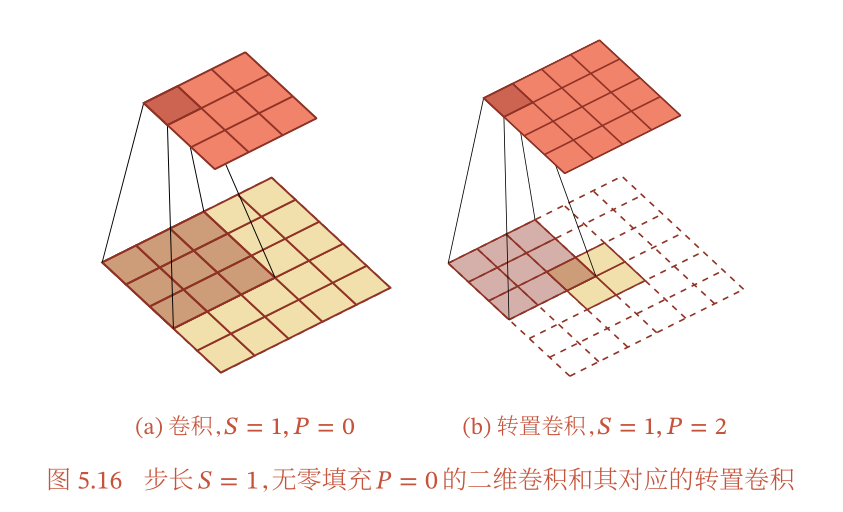 (a) 卷积, S = 1, P = 0
(b) 转置卷积, S = 1, P = 2
图 5.16 步长 S = 1, 无零填充 P = 0 的二维卷积和其对应的转置卷积